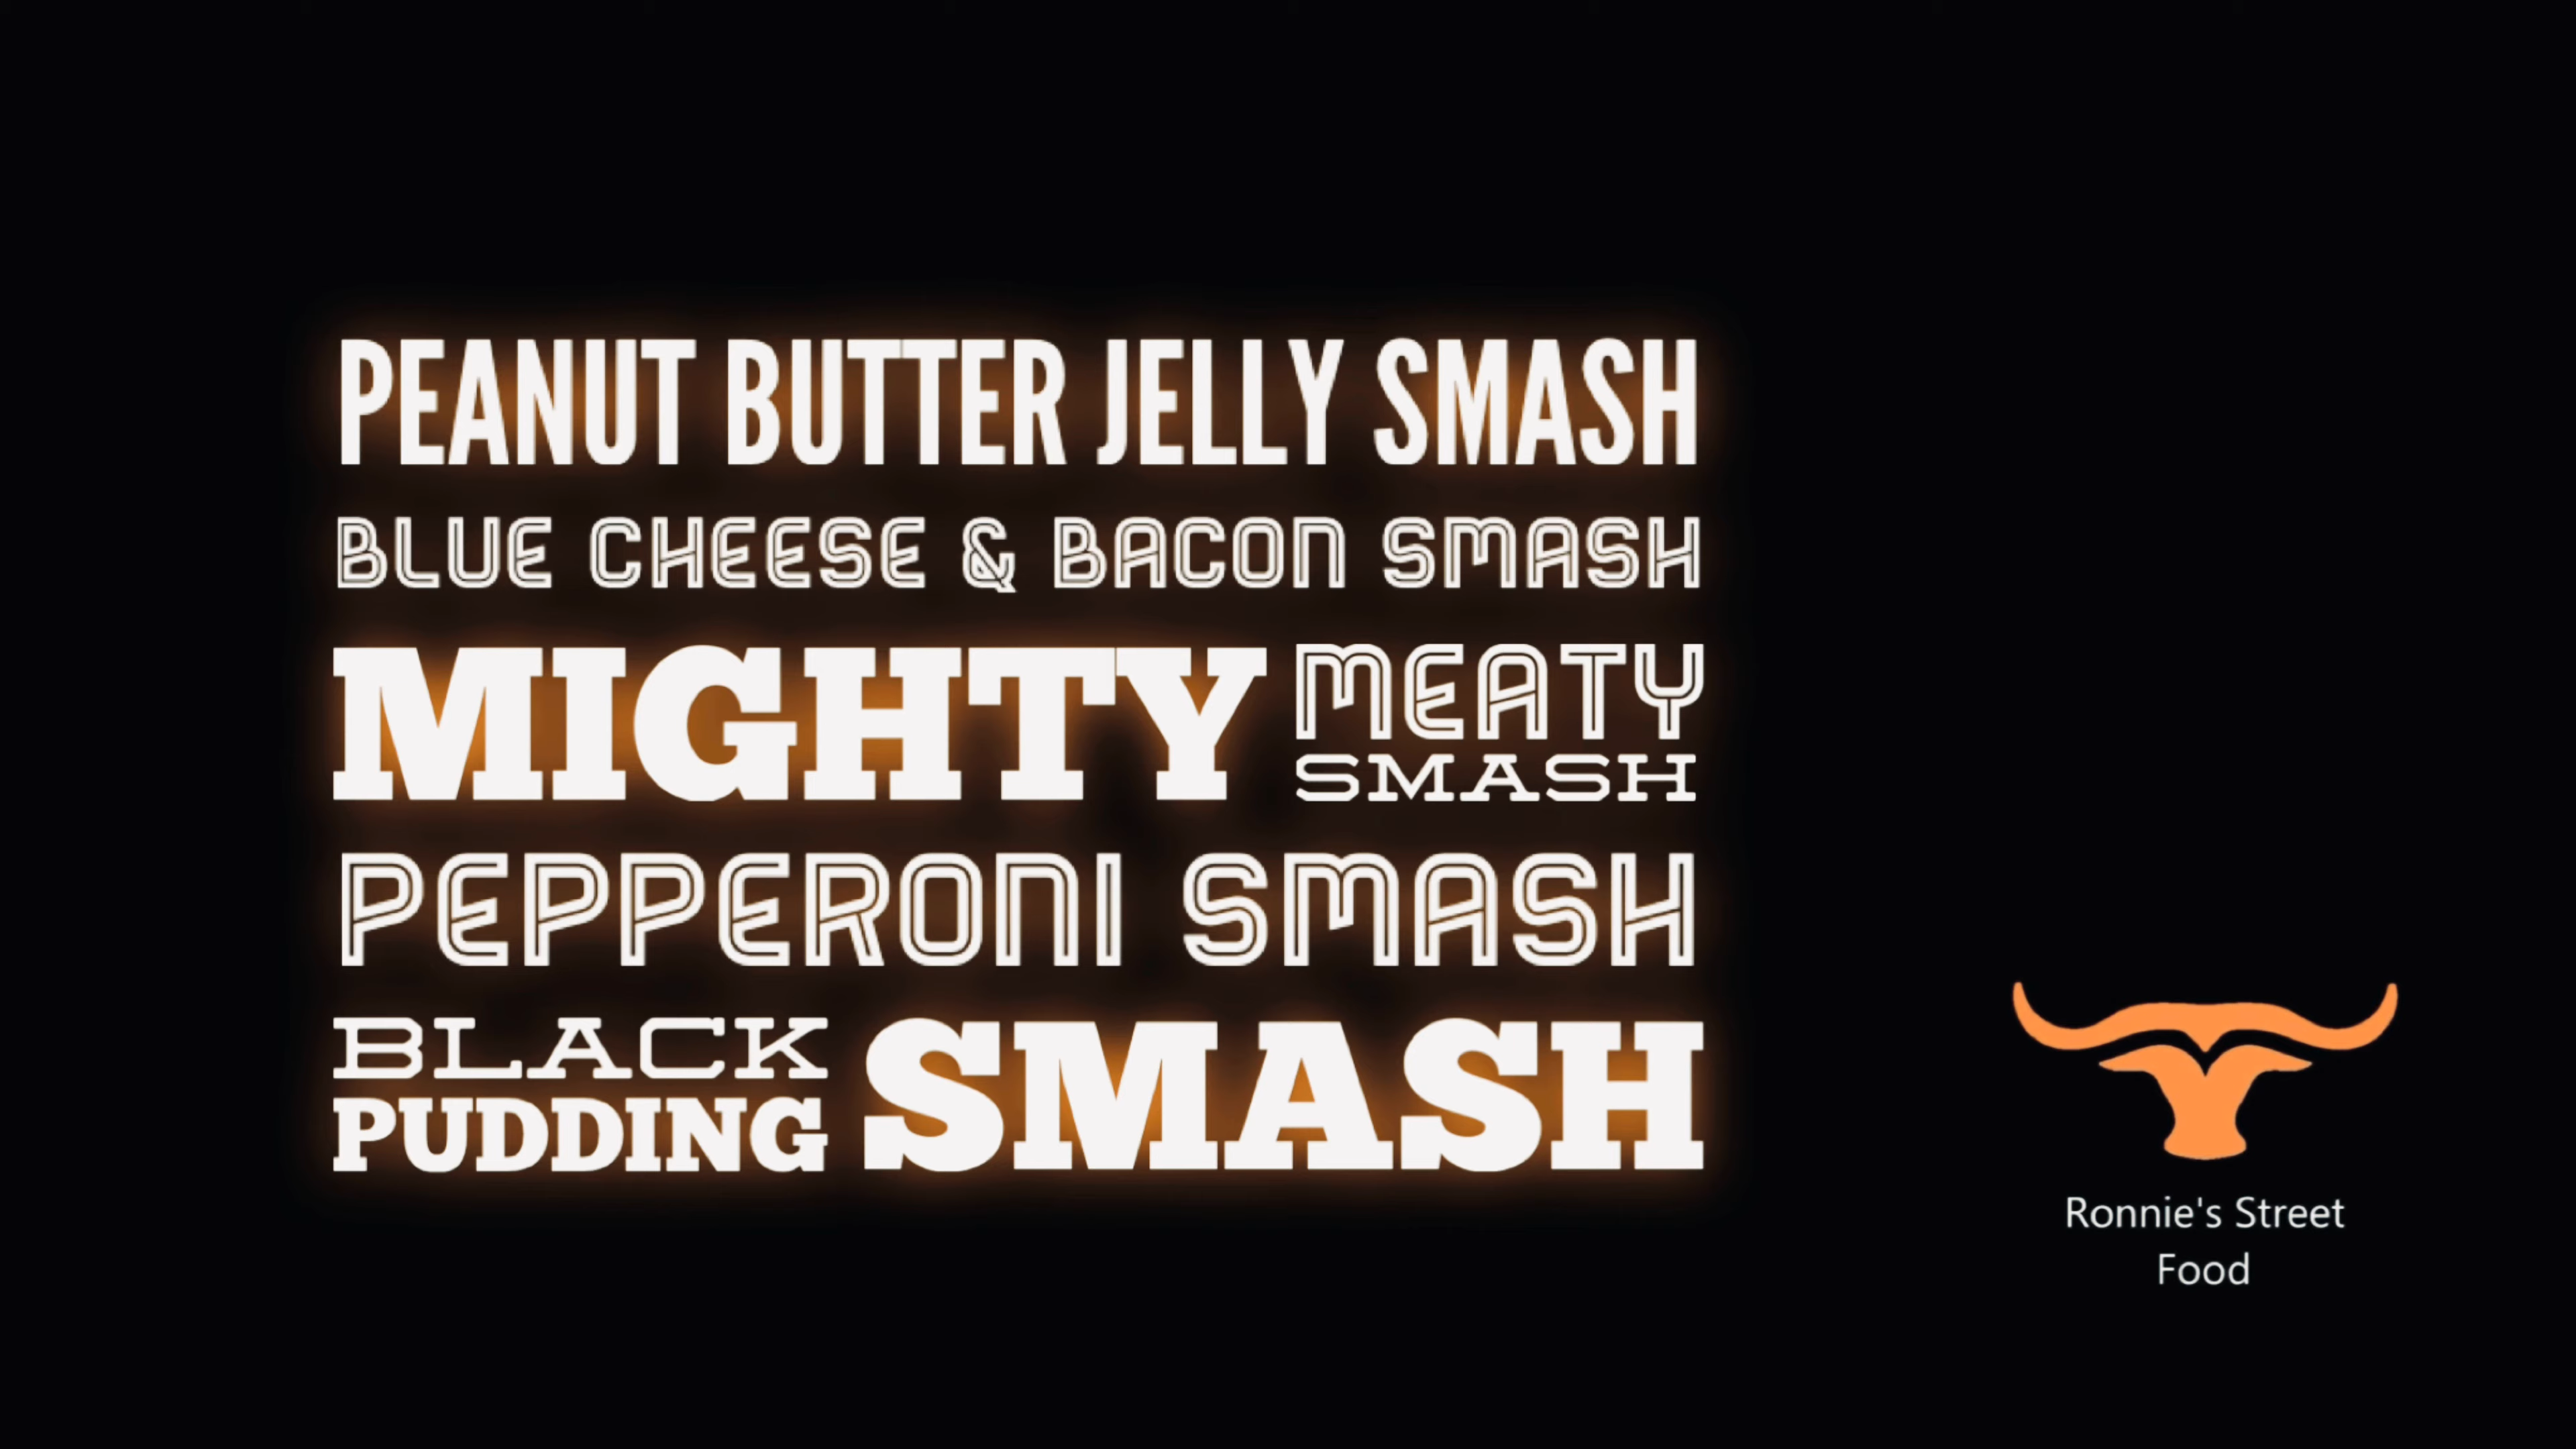 PEANUT BUTTER JELLY SMASH
BLUE CHEESE & BACON SMASH
MIGHTY MEATY
SMASH
PEPPERONI SMASH
BLACK
PUDDING SMASH
Ronnie's Street
Food